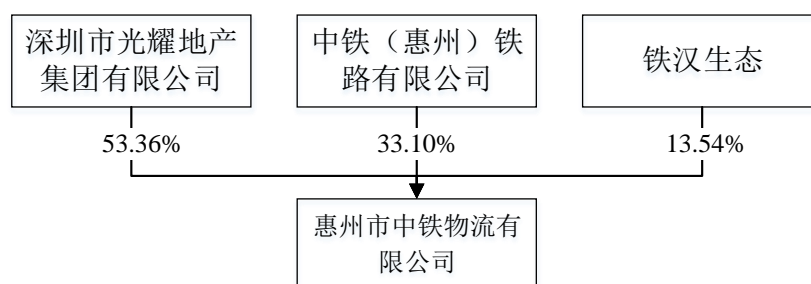 深圳市光耀地产
集团有限公司
中铁（惠州）铁
路有限公司
铁汉生态
53.36%
33.10%
13.54%
惠州市中铁物流有
限公司